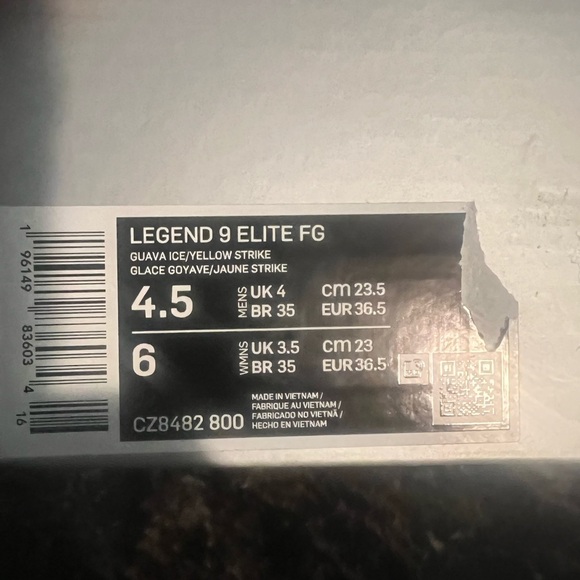 LEGEND 9 ELITE FG
GUAVA ICE/YELLOW STRIKE
GLACE GOYAVE/JAUNE STRIKE
4.5 MENS UK 4 CM 23.5
BR 35 EUR 36.5
6 WMNS UK 3.5 CM 23
BR 35 EUR 36.5
CZ8482 800
MADE IN VIETNAM /
FABRIQUE AU VIETNAM /
FABRICADO NO VIETNÃ /
HECHO EN VIETNAM
1 96149 83603 4 16